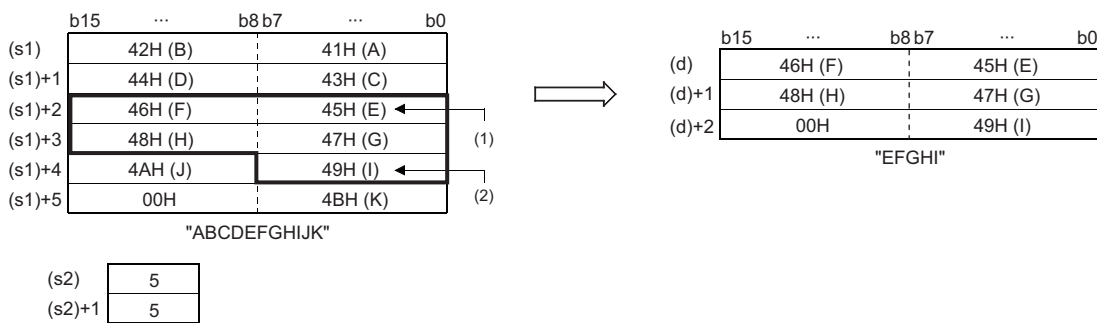 b15 ··· b8 b7 ··· b0
(s1) 42H (B) 41H (A)
(s1)+1 44H (D) 43H (C)
(s1)+2 46H (F) 45H (E)
(s1)+3 48H (H) 47H (G)
(s1)+4 4AH (J) 49H (I)
(s1)+5 00H 4BH (K)
(1)
(2)
"ABCDEFGHIJK"
(s2) 5
(s2)+1 5
b15 ··· b8 b7 ··· b0
(d) 46H (F) 45H (E)
(d)+1 48H (H) 47H (G)
(d)+2 00H 49H (I)
"EFGHI"